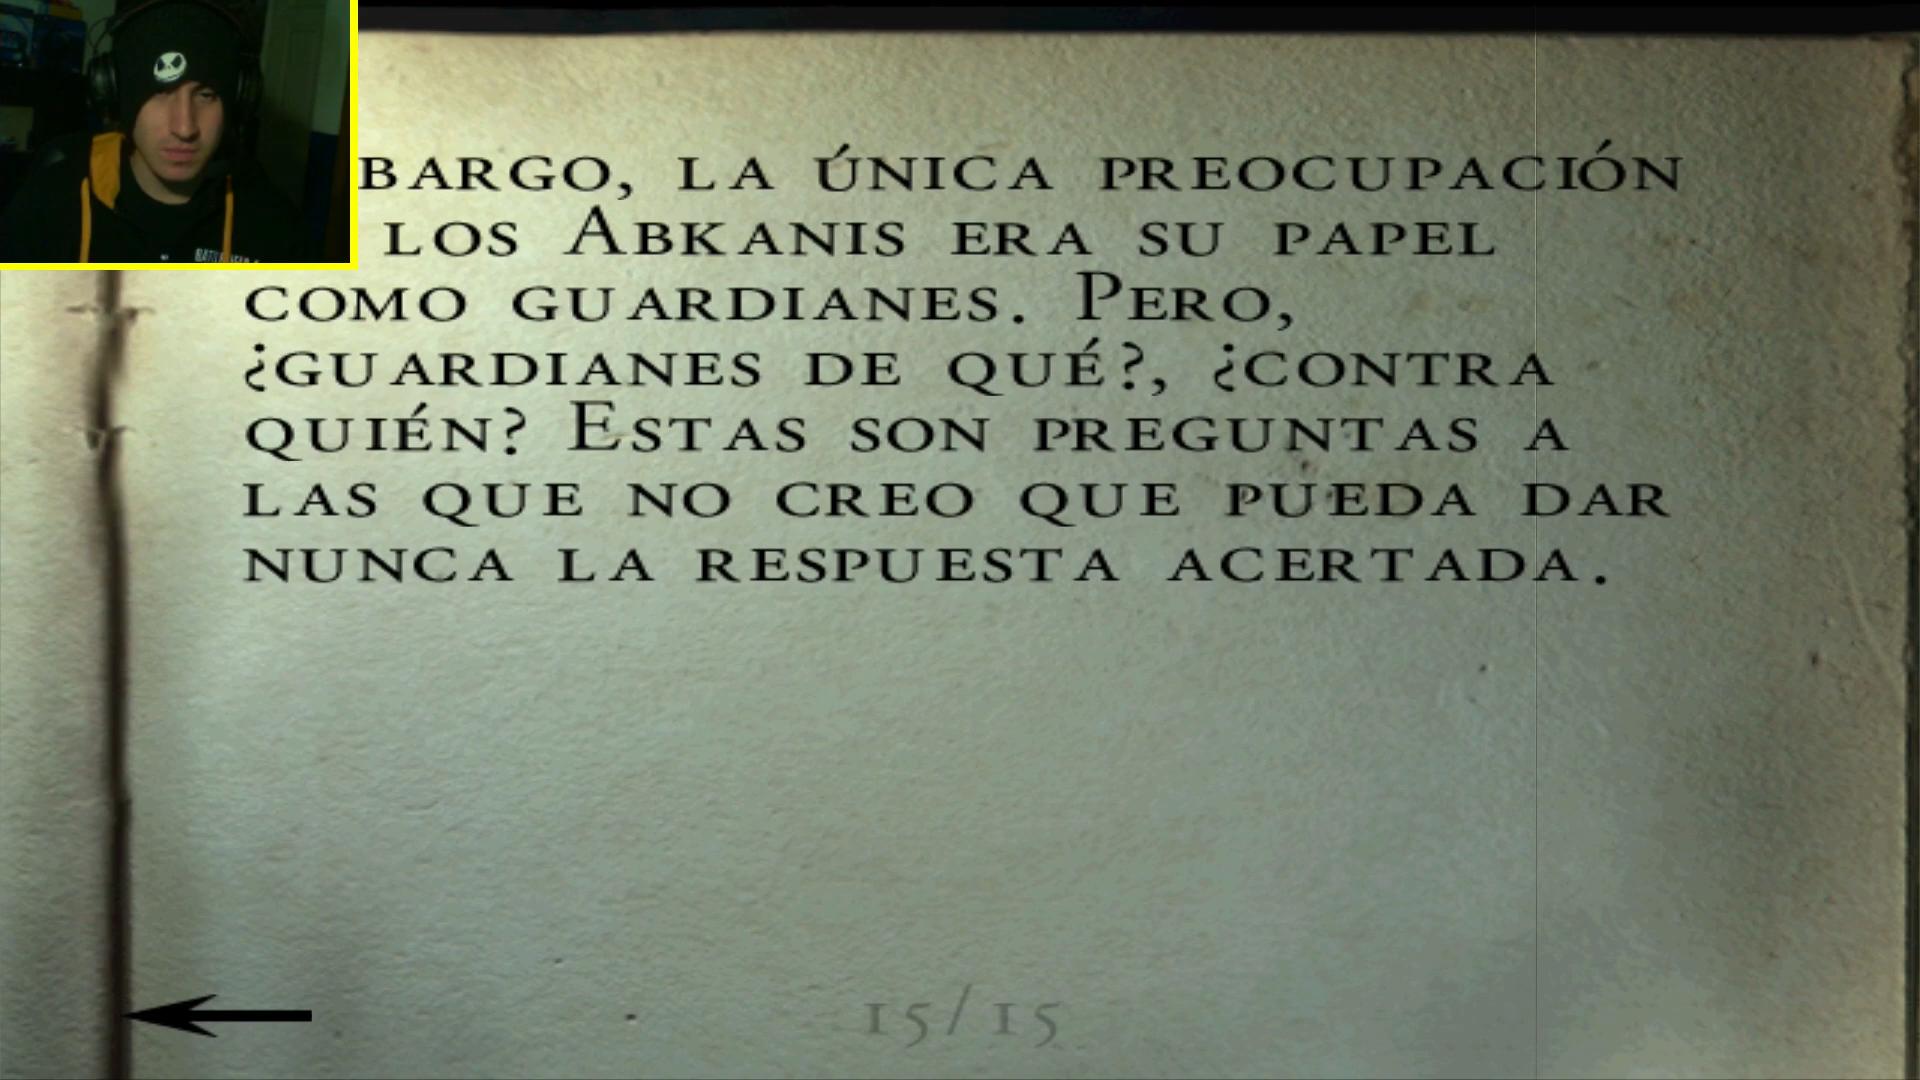 BARGO, LA ÚNICA PREOCUPACIÓN
LOS ABKANIS ERA SU PAPEL
COMO GUARDIANES. PERO,
¿GUARDIANES DE QUÉ?, ¿CONTRA
QUIÉN? ESTAS SON PREGUNTAS A
LAS QUE NO CREO QUE PUEDA DAR
NUNCA LA RESPUESTA ACERTADA.
15/15